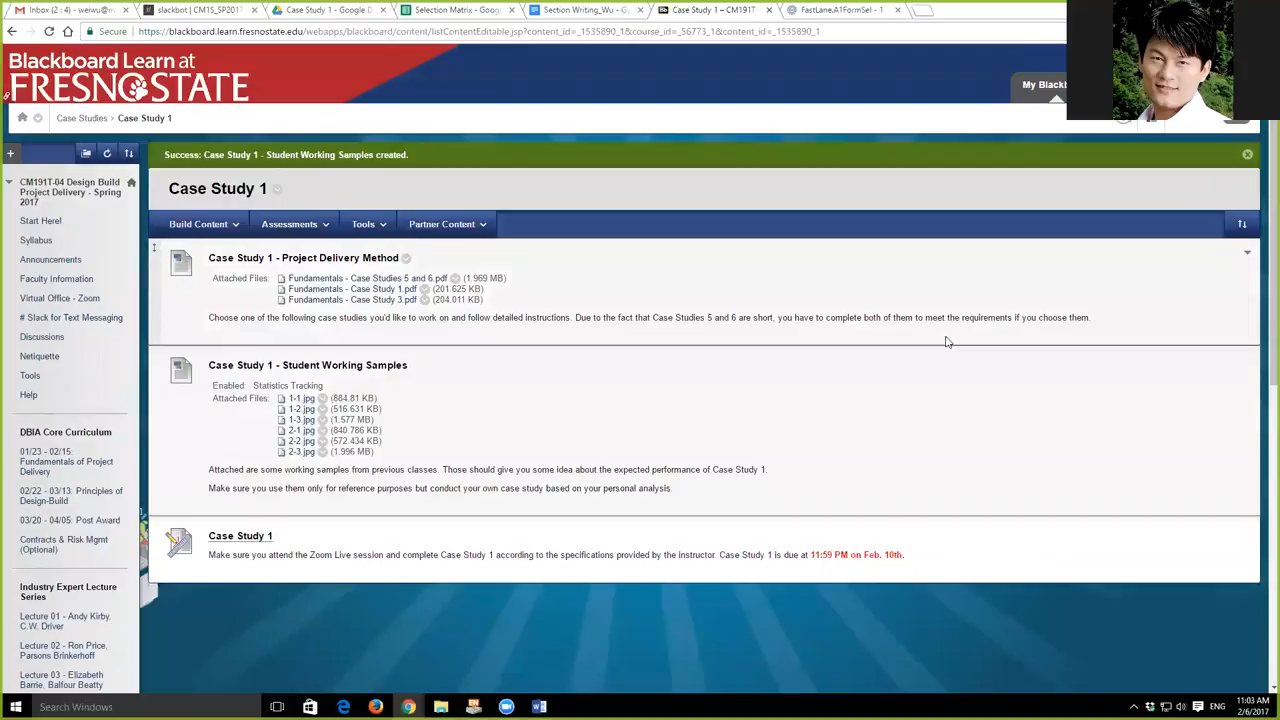 Inbox (2 : 4) - weiwu@m
slackbot | CM15_SP2017
Case Study 1 - Google D
Selection Matrix - Goog
Section Writing_Wu - G
Case Study 1 – CM191T-
FastLane.A1FormSel - 1
Secure
https://blackboard.learn.fresnostate.edu/webapps/blackboard/content/listContentEditable.jsp?content_id=_1535890_1&course_id=_56773_1&content_id=_1535890_1
Blackboard Learn at
FRESNOSTATE
My Blackb
Case Studies > Case Study 1
Success: Case Study 1 - Student Working Samples created.
CM191T-04 Design Build
Project Delivery - Spring
2017
Start Here!
Syllabus
Announcements
Faculty Information
Virtual Office - Zoom
# Slack for Text Messaging
Discussions
Netiquette
Tools
Help
DBIA Core Curriculum
01/23 - 02/15:
Fundamentals of Project
Delivery
02/22 - 03/13: Principles of
Design-Build
03/20 - 04/05: Post Award
Contracts & Risk Mgmt
(Optional)
Industry Expert Lecture
Series
Lecture 01 - Andy Kirby,
C.W. Driver
Lecture 02 - Ron Price,
Parsons Brinkerhoff
Lecture 03 - Elizabeth
Barrie, Balfour Beatty
Case Study 1
Build Content
Assessments
Tools
Partner Content
Case Study 1 - Project Delivery Method
Attached Files: Fundamentals - Case Studies 5 and 6.pdf (1.969 MB)
Fundamentals - Case Study 1.pdf (201.625 KB)
Fundamentals - Case Study 3.pdf (204.011 KB)
Choose one of the following case studies you'd like to work on and follow detailed instructions. Due to the fact that Case Studies 5 and 6 are short, you have to complete both of them to meet the requirements if you choose them.
Case Study 1 - Student Working Samples
Enabled: Statistics Tracking
Attached Files: 1-1.jpg (884.81 KB)
1-2.jpg (516.631 KB)
1-3.jpg (1.577 MB)
2-1.jpg (840.786 KB)
2-2.jpg (572.434 KB)
2-3.jpg (1.996 MB)
Attached are some working samples from previous classes. Those should give you some idea about the expected performance of Case Study 1.
Make sure you use them only for reference purposes but conduct your own case study based on your personal analysis.
Case Study 1
Make sure you attend the Zoom Live session and complete Case Study 1 according to the specifications provided by the instructor. Case Study 1 is due at 11:59 PM on Feb. 10th.
Search Windows
ENG
11:03 AM
2/6/2017